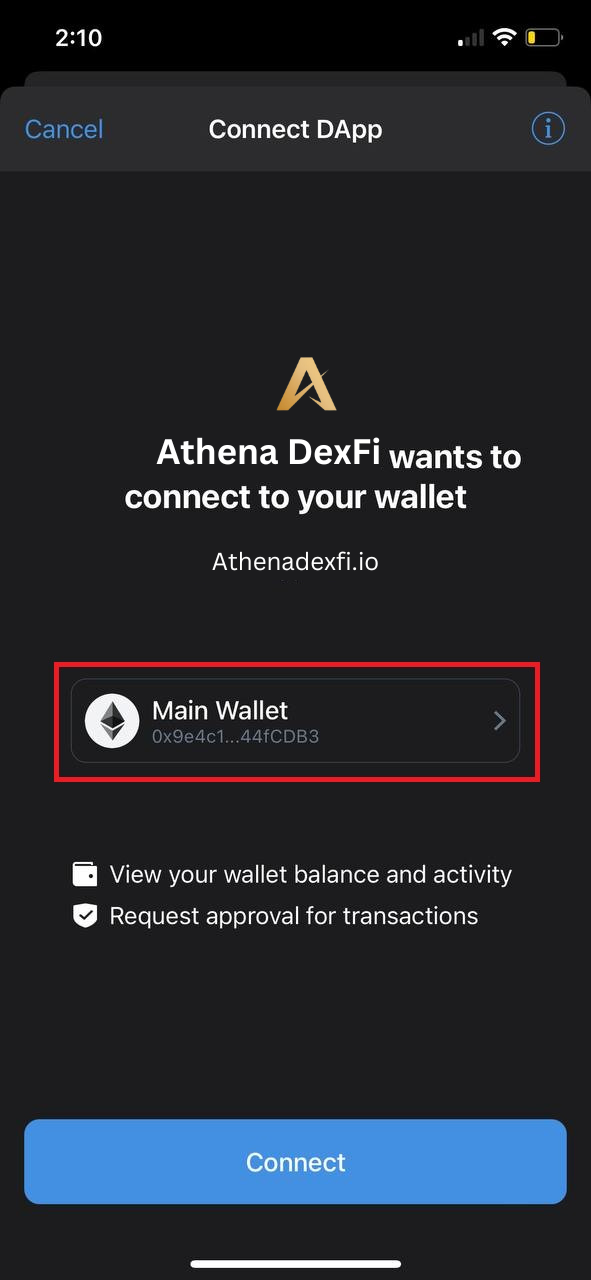 2:10
Cancel
Connect DApp
Athena DexFi wants to
connect to your wallet
Athenadexfi.io
Main Wallet
0x9e4c1...44fCDB3
View your wallet balance and activity
Request approval for transactions
Connect